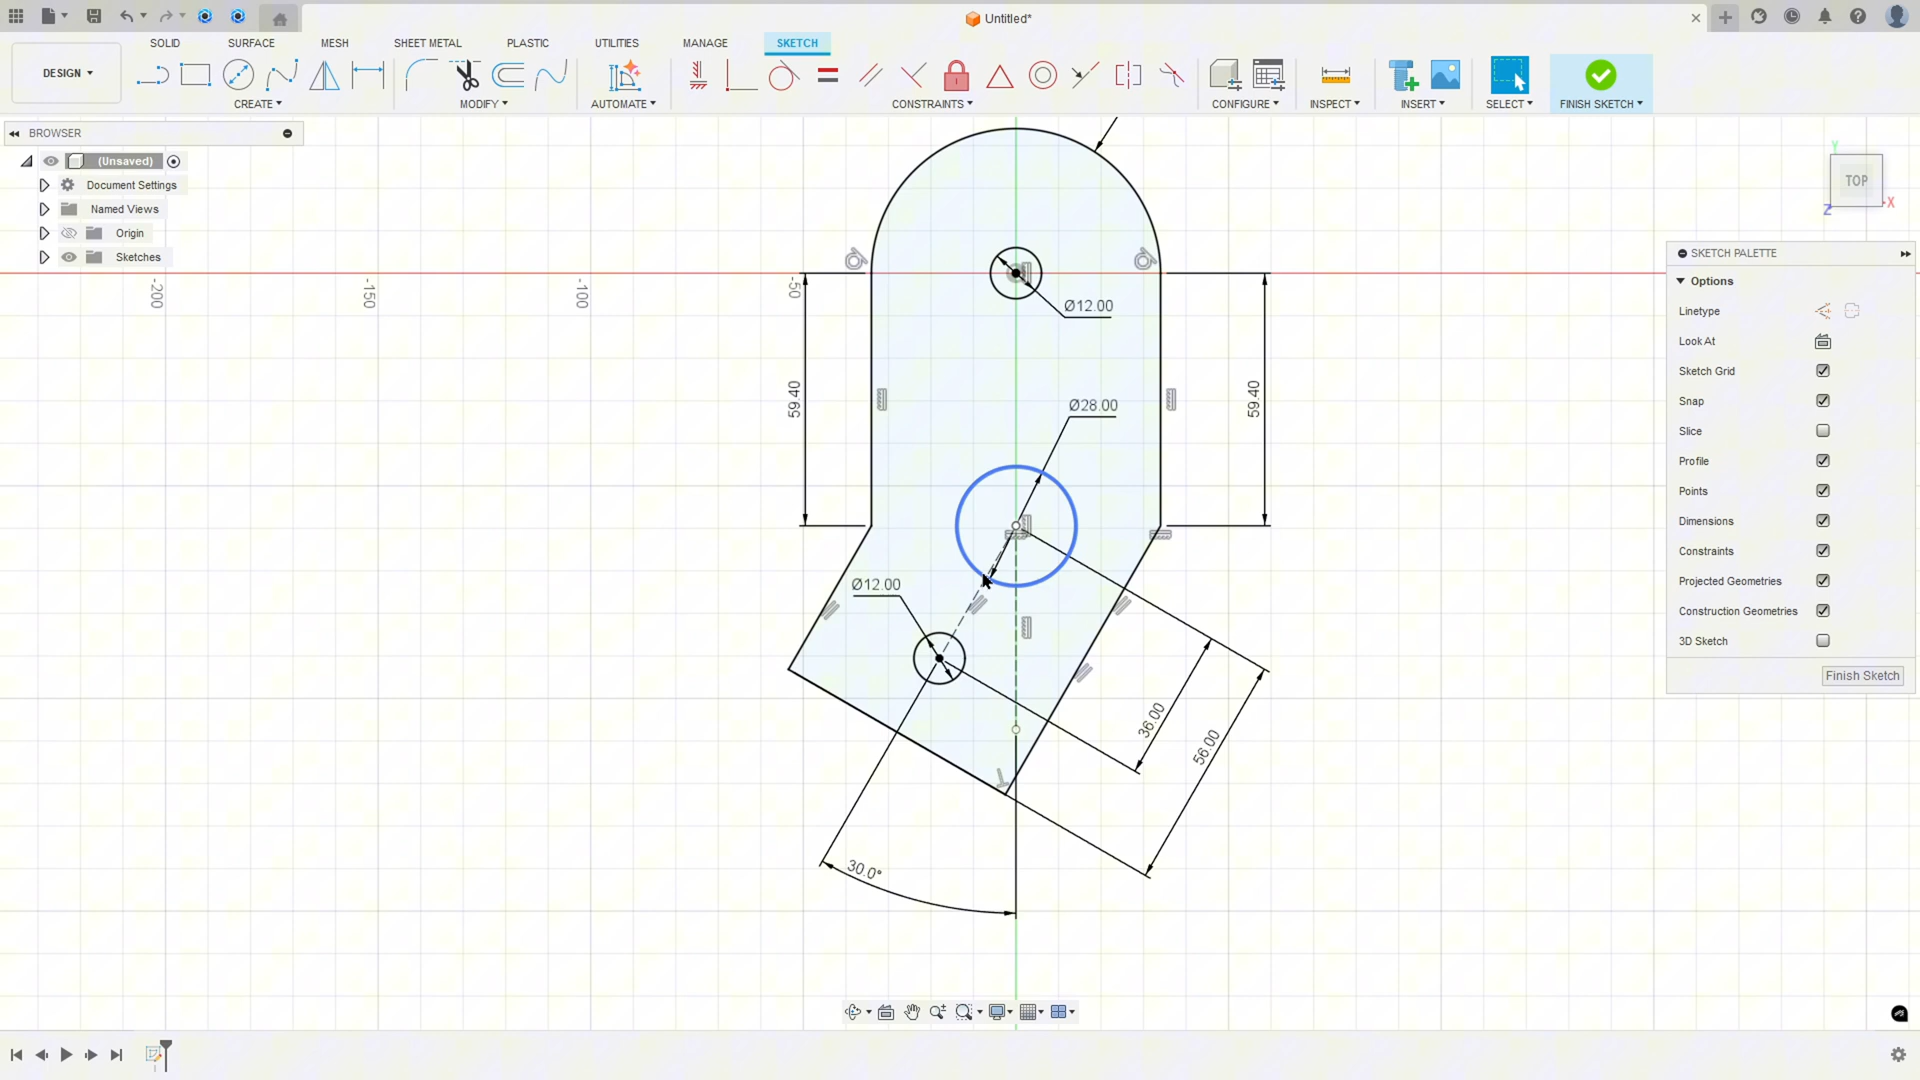 Untitled*
SOLID SURFACE MESH SHEET METAL PLASTIC UTILITIES MANAGE SKETCH
DESIGN
CREATE MODIFY AUTOMATE CONSTRAINTS CONFIGURE INSPECT INSERT SELECT FINISH SKETCH
BROWSER
(Unsaved)
Document Settings
Named Views
Origin
Sketches
-200
-150
-100
-50
Ø12.00
59.40
59.40
Ø28.00
Ø12.00
36.00
56.00
30.0°
Y
TOP
X
Z
SKETCH PALETTE
Options
Linetype
Look At
Sketch Grid
Snap
Slice
Profile
Points
Dimensions
Constraints
Projected Geometries
Construction Geometries
3D Sketch
Finish Sketch